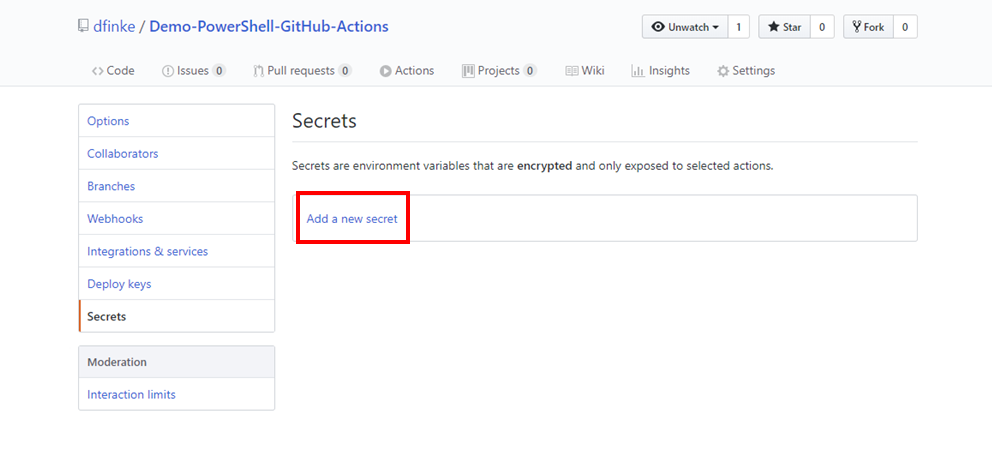 dfinke / Demo-PowerShell-GitHub-Actions
Unwatch 1 Star 0 Fork 0
Code Issues 0 Pull requests 0 Actions Projects 0 Wiki Insights Settings
Options
Collaborators
Branches
Webhooks
Integrations & services
Deploy keys
Secrets
Moderation
Interaction limits
Secrets
Secrets are environment variables that are encrypted and only exposed to selected actions.
Add a new secret